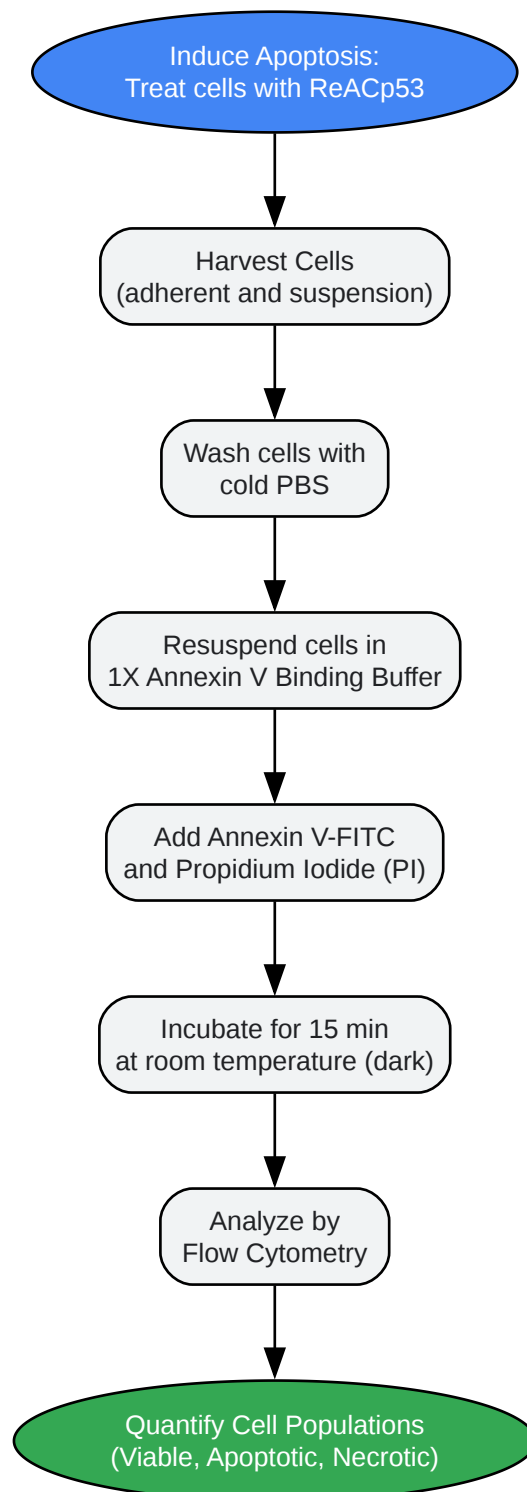 Induce Apoptosis:
Treat cells with ReACp53
Harvest Cells
(adherent and suspension)
Wash cells with
cold PBS
Resuspend cells in
1X Annexin V Binding Buffer
Add Annexin V-FITC
and Propidium Iodide (PI)
Incubate for 15 min
at room temperature (dark)
Analyze by
Flow Cytometry
Quantify Cell Populations
(Viable, Apoptotic, Necrotic)